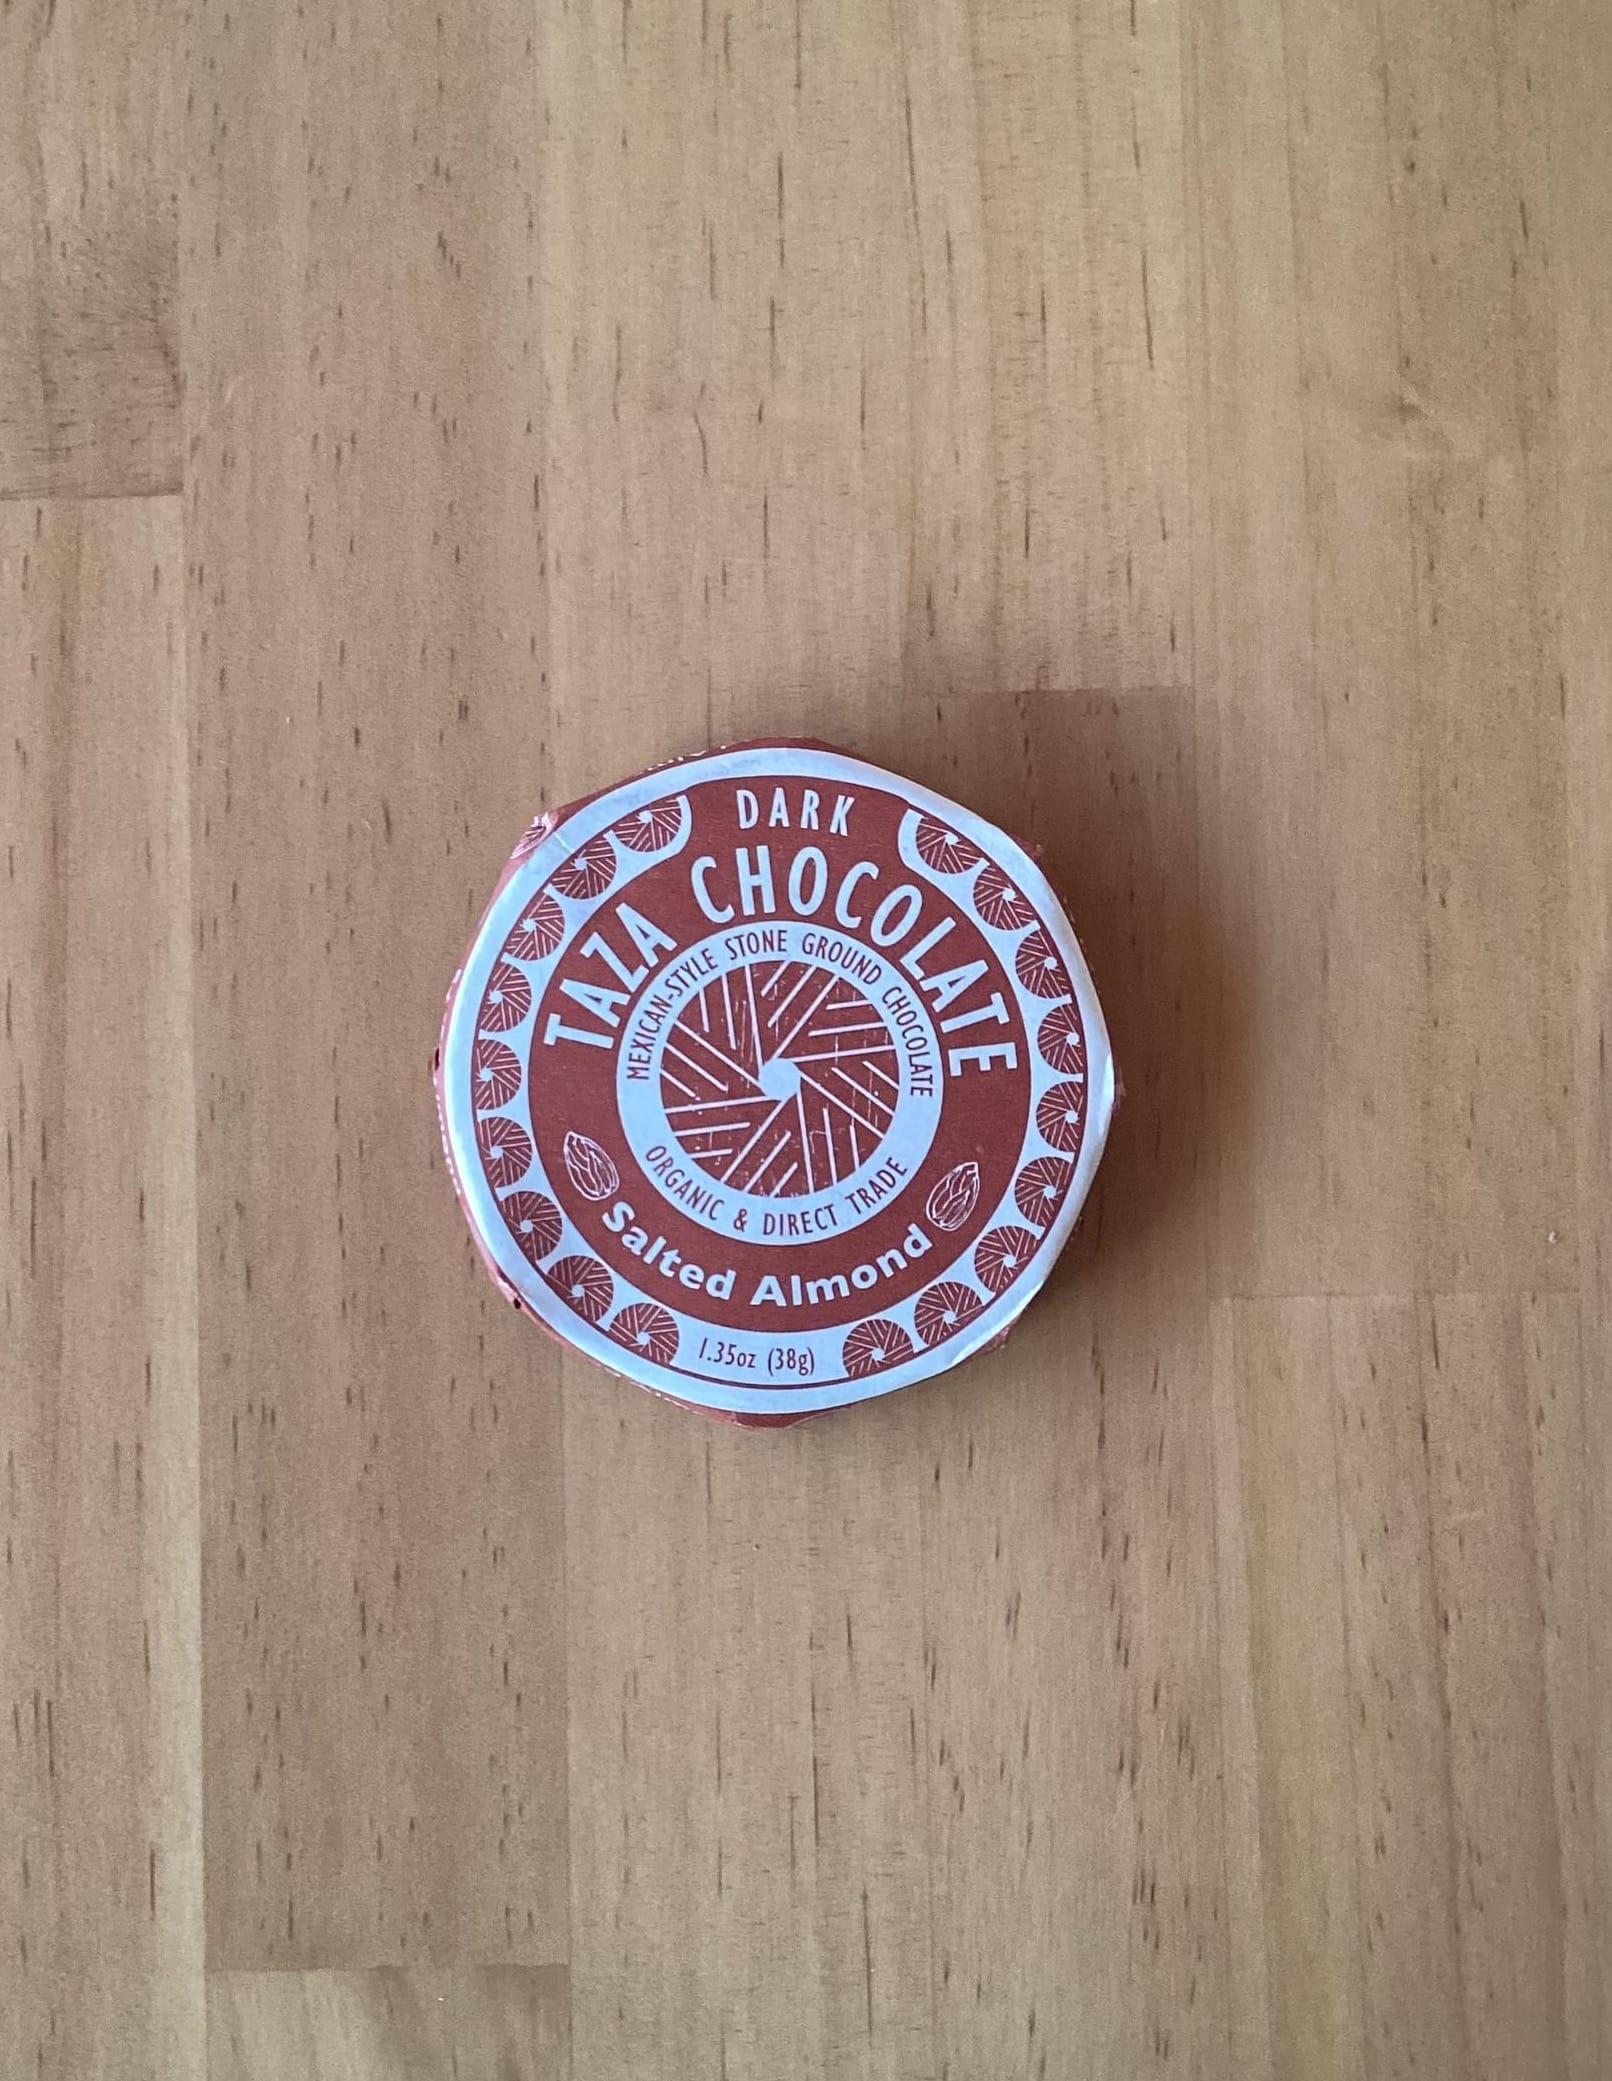 DARK
TAZA CHOCOLATE
MEXICAN-STYLE STONE GROUND CHOCOLATE
ORGANIC & DIRECT TRADE
Salted Almond
1.35oz (38g)